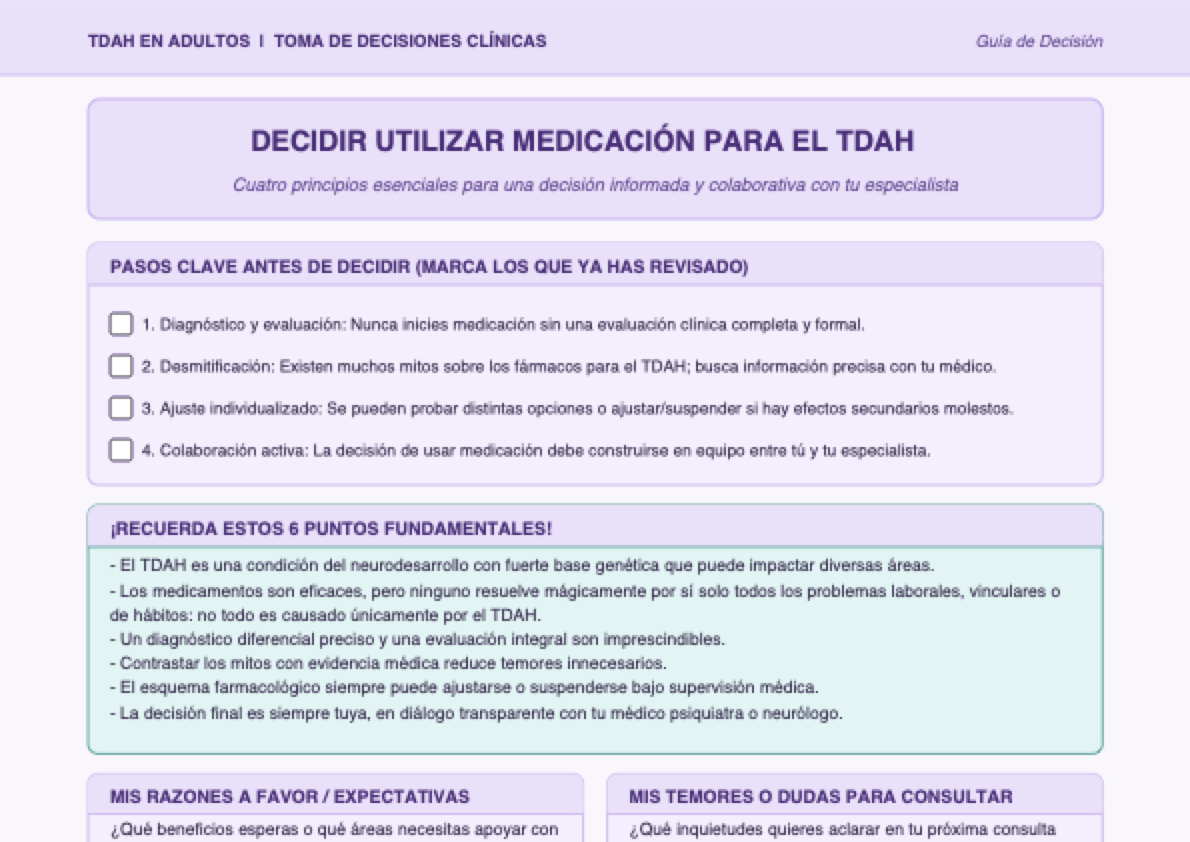 TDAH EN ADULTOS | TOMA DE DECISIONES CLÍNICAS
Guía de Decisión
DECIDIR UTILIZAR MEDICACIÓN PARA EL TDAH
Cuatro principios esenciales para una decisión informada y colaborativa con tu especialista
PASOS CLAVE ANTES DE DECIDIR (MARCA LOS QUE YA HAS REVISADO)
1. Diagnóstico y evaluación: Nunca inicies medicación sin una evaluación clínica completa y formal.
2. Desmitificación: Existen muchos mitos sobre los fármacos para el TDAH; busca información precisa con tu médico.
3. Ajuste individualizado: Se pueden probar distintas opciones o ajustar/suspender si hay efectos secundarios molestos.
4. Colaboración activa: La decisión de usar medicación debe construirse en equipo entre tú y tu especialista.
¡RECUERDA ESTOS 6 PUNTOS FUNDAMENTALES!
- El TDAH es una condición del neurodesarrollo con fuerte base genética que puede impactar diversas áreas.
- Los medicamentos son eficaces, pero ninguno resuelve mágicamente por sí solo todos los problemas laborales, vinculares o
de hábitos: no todo es causado únicamente por el TDAH.
- Un diagnóstico diferencial preciso y una evaluación integral son imprescindibles.
- Contrastar los mitos con evidencia médica reduce temores innecesarios.
- El esquema farmacológico siempre puede ajustarse o suspenderse bajo supervisión médica.
- La decisión final es siempre tuya, en diálogo transparente con tu médico psiquiatra o neurólogo.
MIS RAZONES A FAVOR / EXPECTATIVAS
¿Qué beneficios esperas o qué áreas necesitas apoyar con
MIS TEMORES O DUDAS PARA CONSULTAR
¿Qué inquietudes quieres aclarar en tu próxima consulta